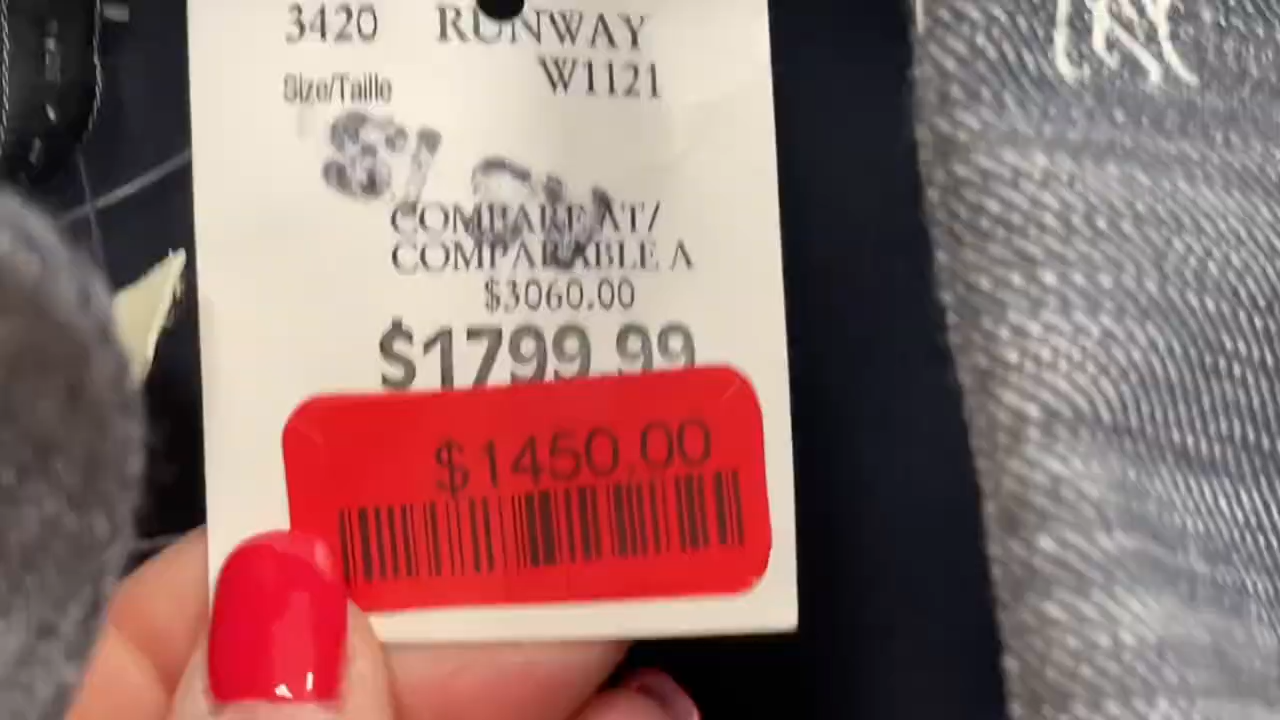 3420 RUNWAY
W1121
Size/Taille
COMPARE AT/
COMPARABLE A
$3060.00
$1799.99
$1450.00